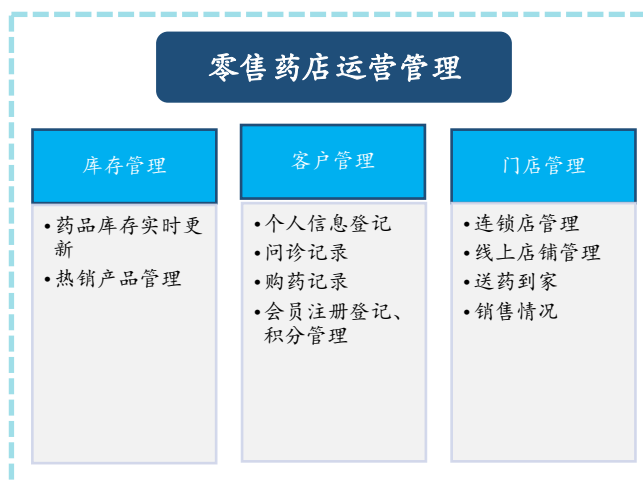 零售药店运营管理
库存管理
•药品库存实时更
新
•热销产品管理
客户管理
•个人信息登记
•问诊记录
•购药记录
•会员注册登记、
积分管理
门店管理
•连锁店管理
•线上店铺管理
•送药到家
•销售情况